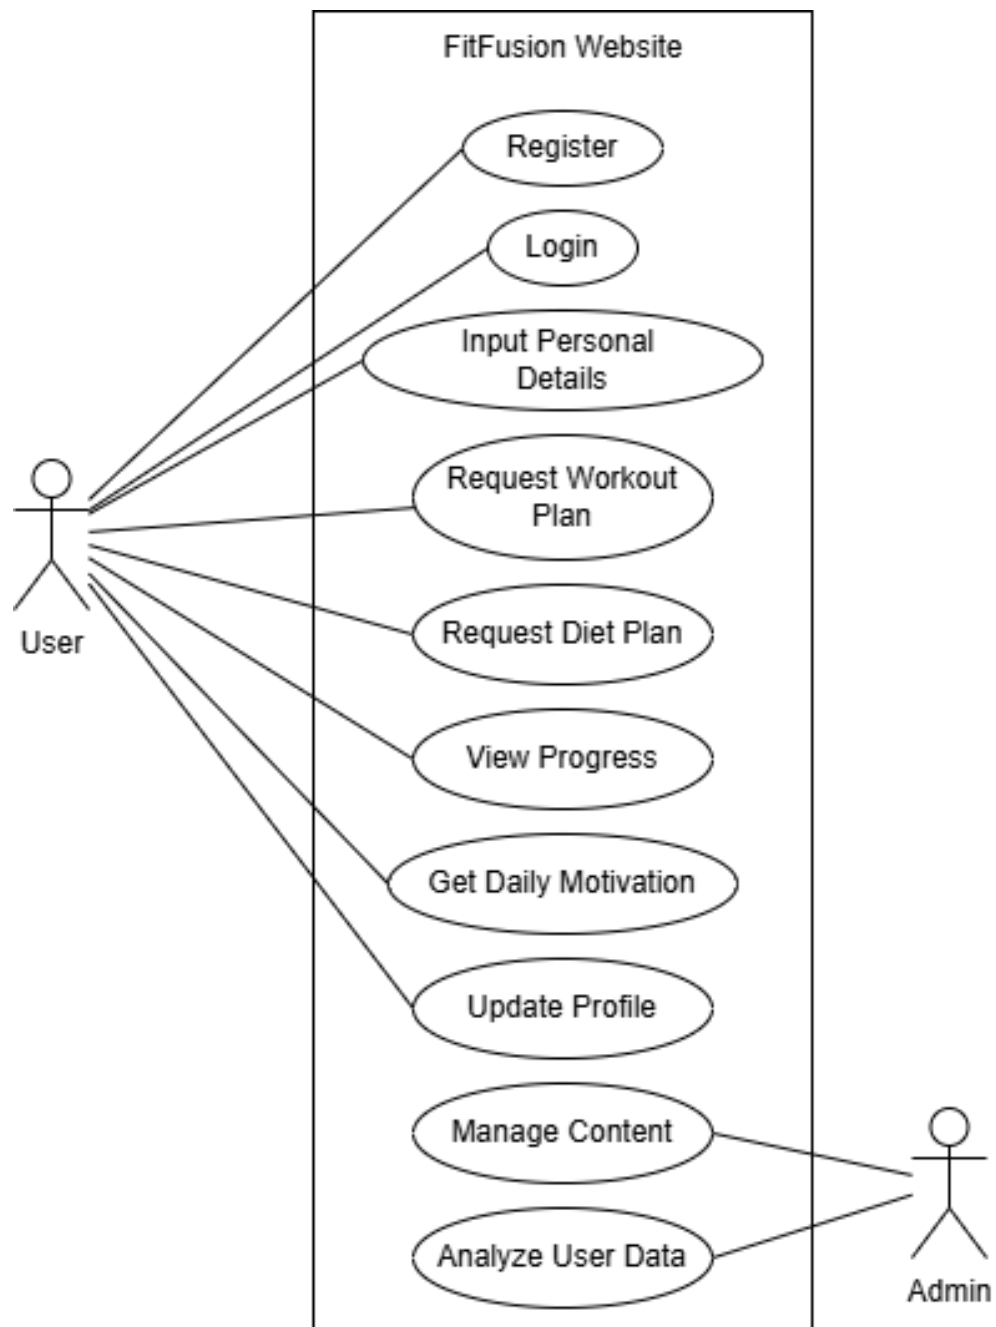 FitFusion Website
Register
Login
Input Personal
Details
Request Workout
Plan
User
Request Diet Plan
View Progress
Get Daily Motivation
Update Profile
Manage Content
Analyze User Data
Admin